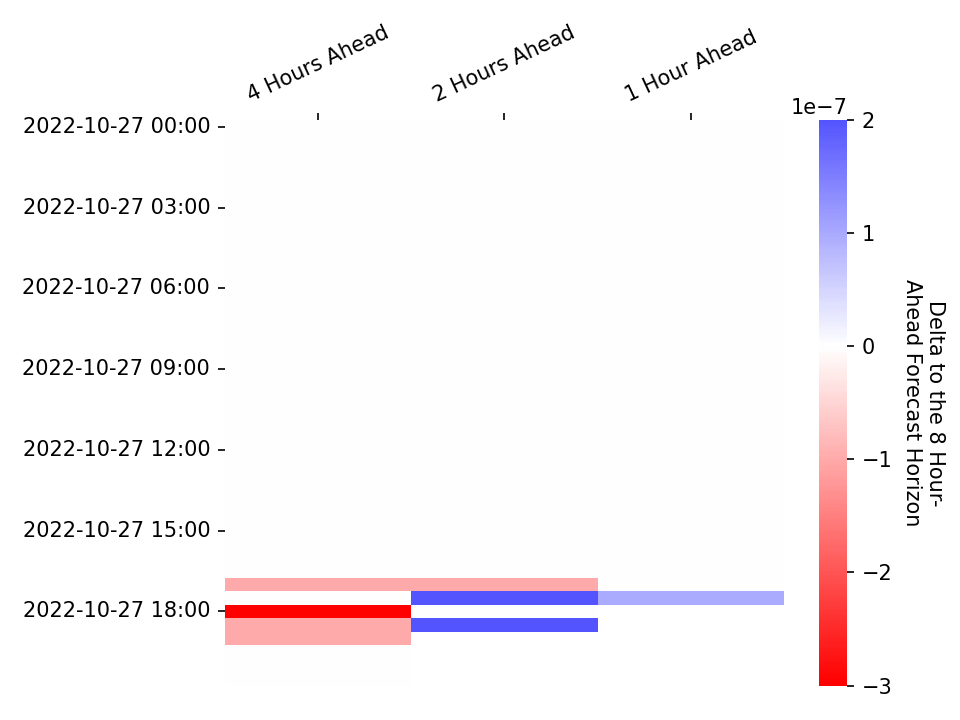 4 Hours Ahead
2 Hours Ahead
1 Hour Ahead
2022-10-27 00:00
2022-10-27 03:00
2022-10-27 06:00
2022-10-27 09:00
2022-10-27 12:00
2022-10-27 15:00
2022-10-27 18:00
1e−7
2
1
0
−1
−2
−3
Delta to the 8 Hour-
Ahead Forecast Horizon